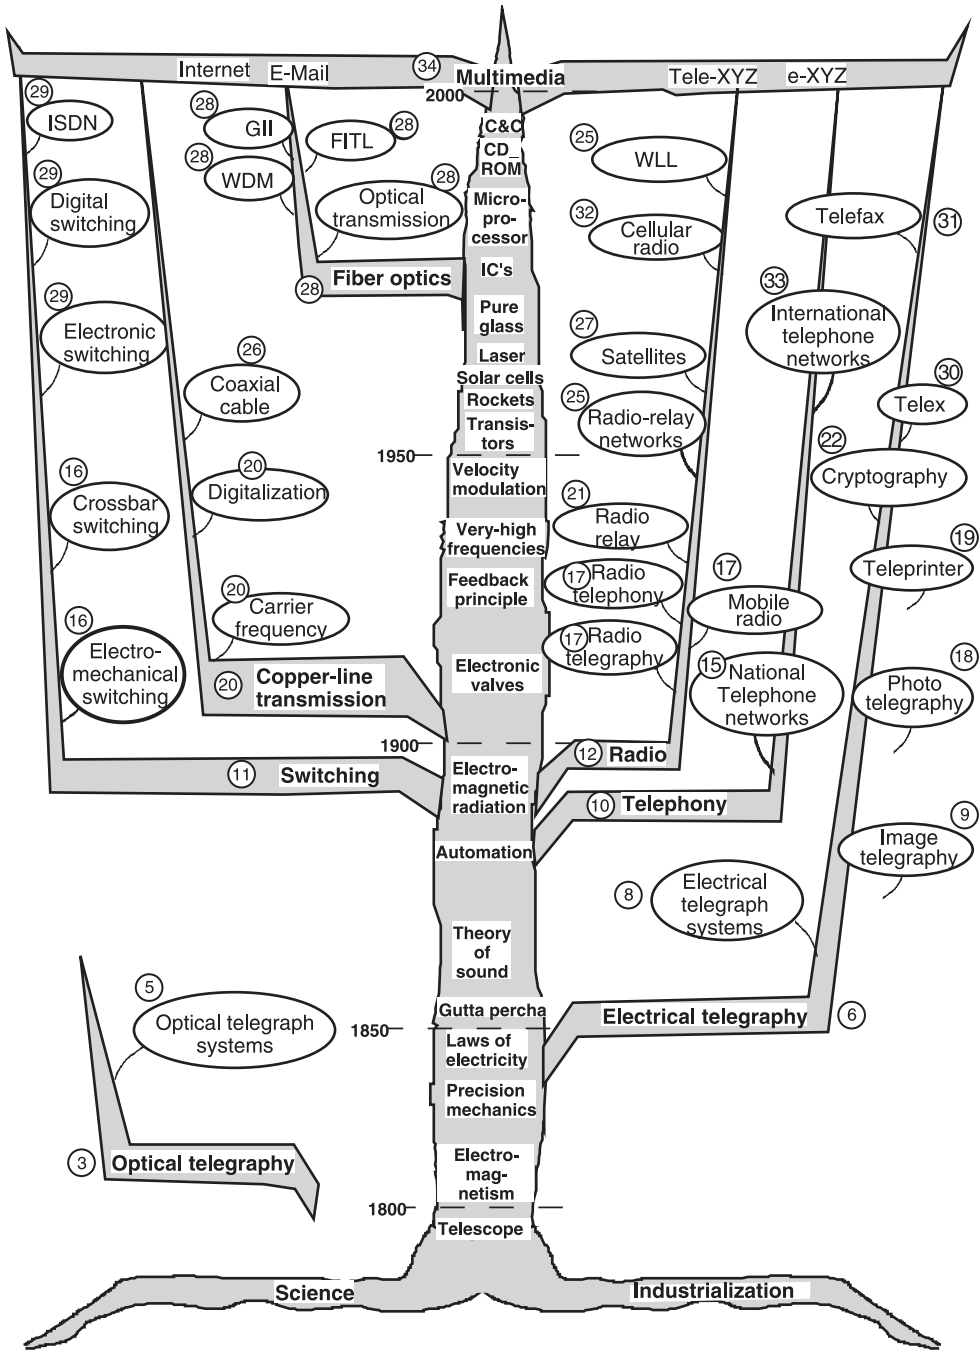 34
Internet
E-Mail
Multimedia
Tele-XYZ
e-XYZ
2000
29
ISDN
28
GII
28
WDM
FITL
28
C&C
CD_
ROM
25
WLL
29
Digital
switching
28
Optical
transmission
Micro-
pro-
cessor
32
Cellular
radio
Telefax
31
Fiber optics
28
IC's
33
International
telephone
networks
29
Electronic
switching
Pure
glass
27
Satellites
26
Coaxial
cable
Laser
Solar cells
Rockets
Transis-
tors
25
Radio-relay
networks
30
Telex
1950
22
Cryptography
16
Crossbar
switching
20
Digitalization
Velocity
modulation
21
Radio
relay
Very-high
frequencies
19
Teleprinter
20
Carrier
frequency
Feedback
principle
17
Radio
telephony
17
Mobile
radio
16
Electro-
mechanical
switching
17
Radio
telegraphy
20
Copper-line
transmission
Electronic
valves
15
National
Telephone
networks
18
Photo
telegraphy
1900
11
Switching
Electro-
magnetic
radiation
12
Radio
10
Telephony
Automation
9
Image
telegraphy
8
Electrical
telegraph
systems
Theory
of
sound
5
Optical telegraph
systems
Gutta percha
Electrical telegraphy
6
1850
Laws of
electricity
Precision
mechanics
3
Optical telegraphy
Electro-
mag-
netism
1800
Telescope
Science
Industrialization